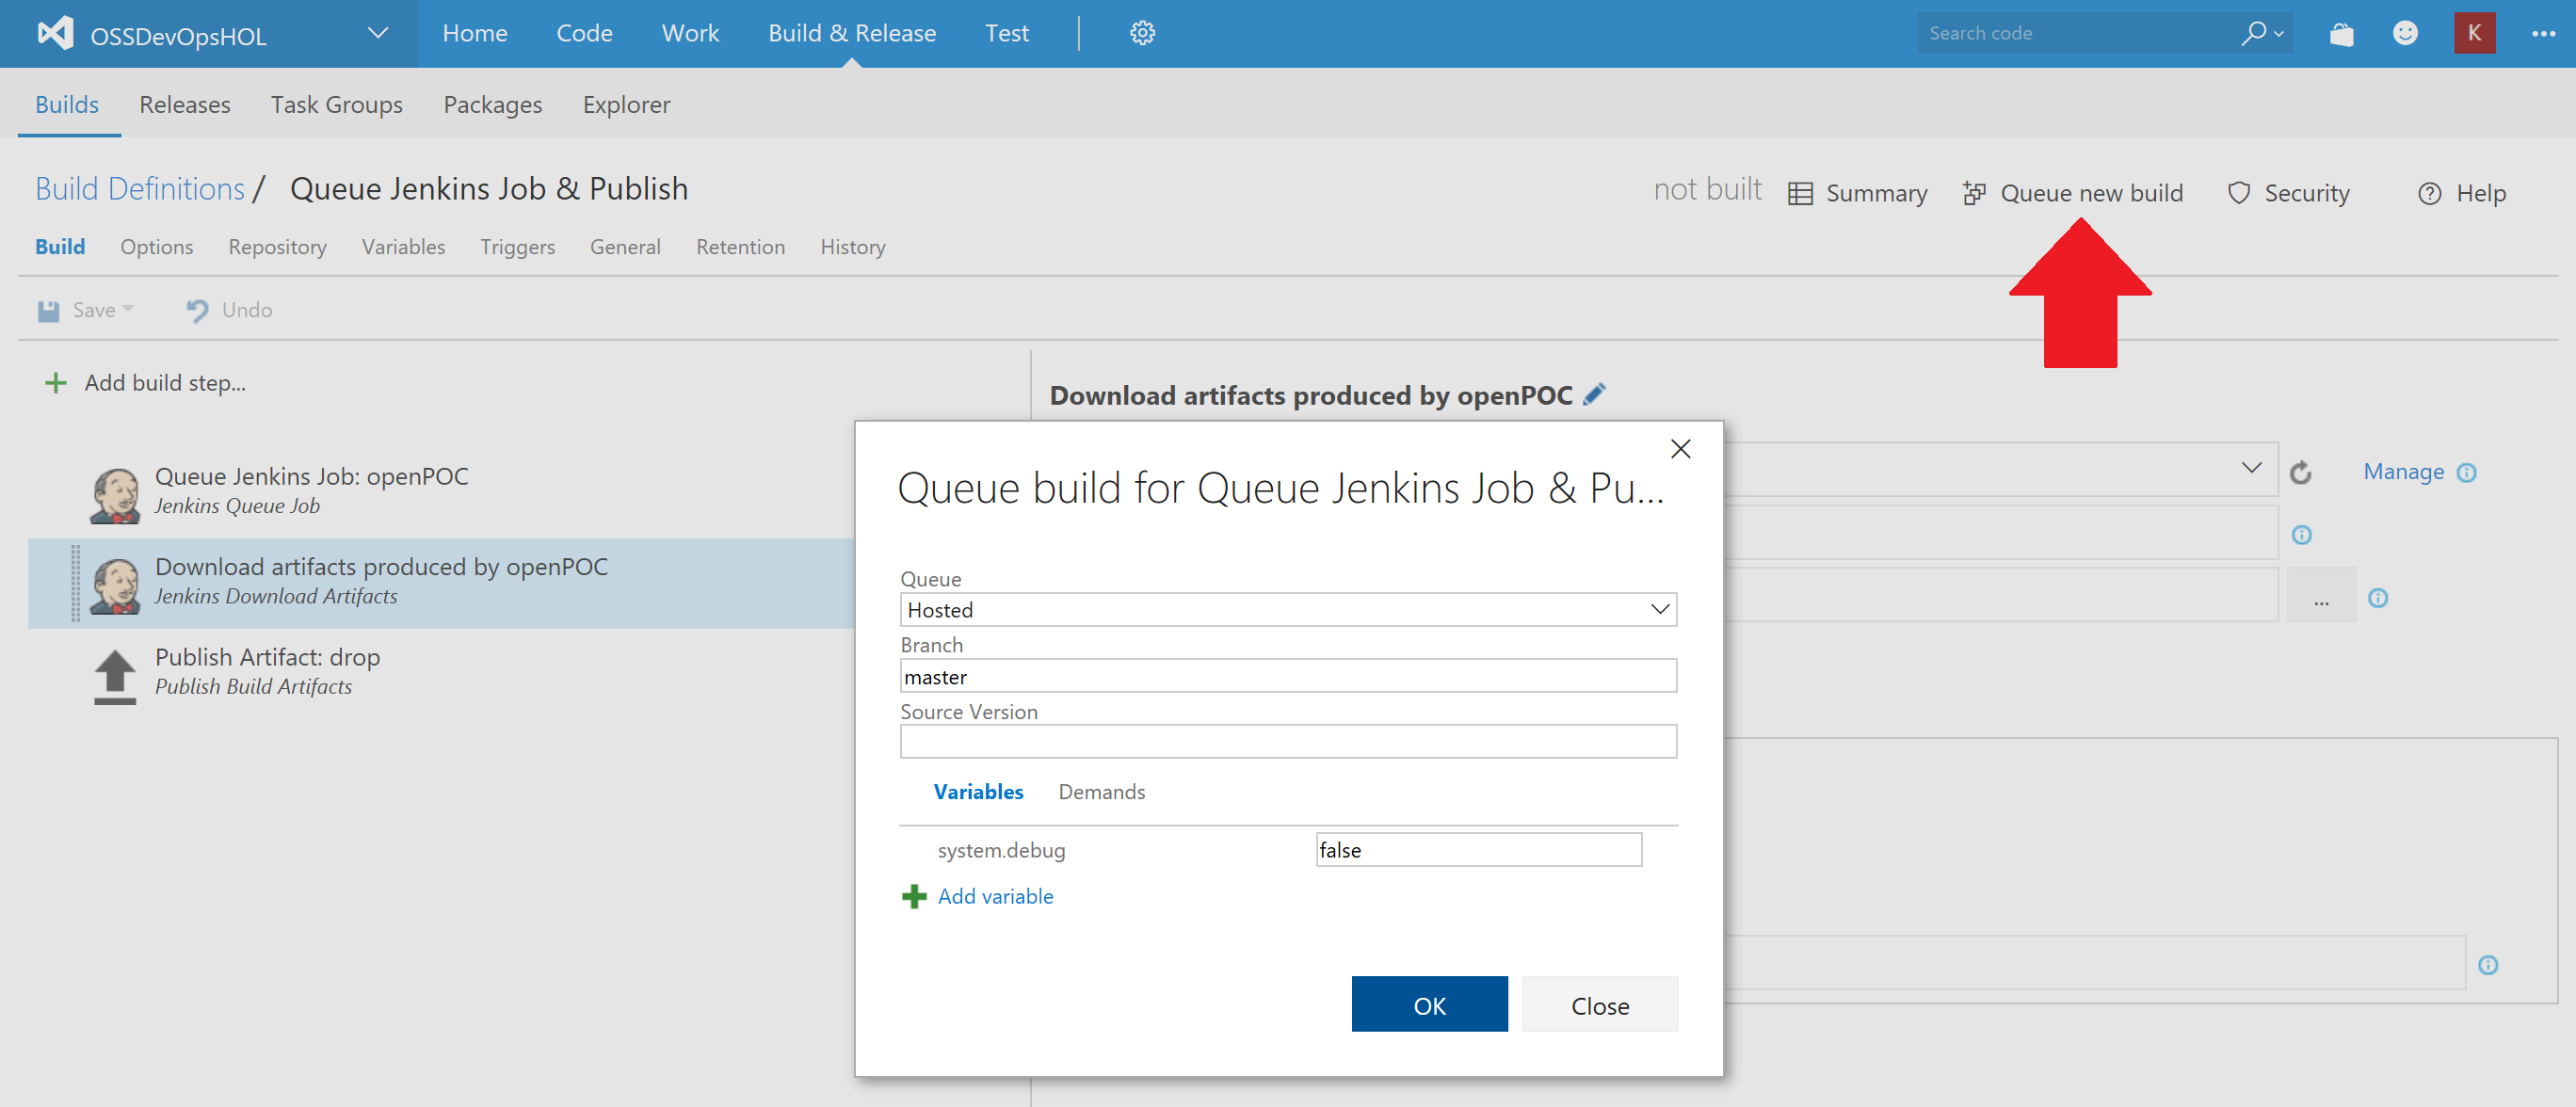 OSSDevOpsHOL Home Code Work Build & Release Test Search code K
Builds Releases Task Groups Packages Explorer
Build Definitions / Queue Jenkins Job & Publish not built Summary Queue new build Security Help
Build Options Repository Variables Triggers General Retention History
Save Undo
Add build step...
Download artifacts produced by openPOC
Queue Jenkins Job: openPOC
Jenkins Queue Job
Download artifacts produced by openPOC
Jenkins Download Artifacts
Publish Artifact: drop
Publish Build Artifacts
Manage
...
Queue build for Queue Jenkins Job & Pu...
Queue
Hosted
Branch
master
Source Version
Variables Demands
system.debug false
Add variable
OK Close